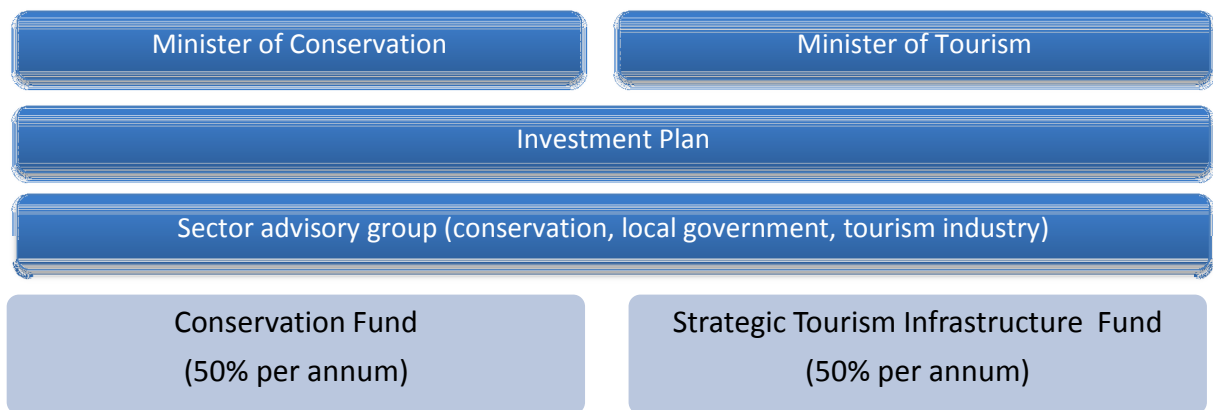 Minister of Conservation
Minister of Tourism
Investment Plan
Sector advisory group (conservation, local government, tourism industry)
Conservation Fund
(50% per annum)
Strategic Tourism Infrastructure Fund
(50% per annum)